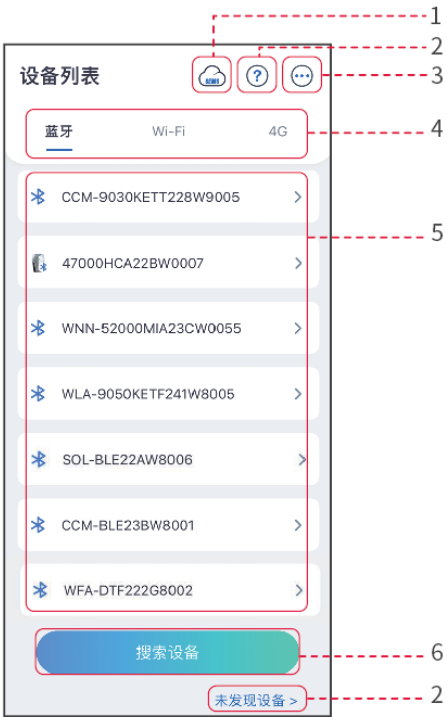 1
2
设备列表
3
蓝牙 Wi-Fi 4G
4
CCM-9030KETT228W9005
5
47000HCA22BW0007
WNN-52000MIA23CW0055
WLA-9050KETF241W8005
SOL-BLE22AW8006
CCM-BLE23BW8001
WFA-DTF222G8002
搜索设备
6
未发现设备 >
2